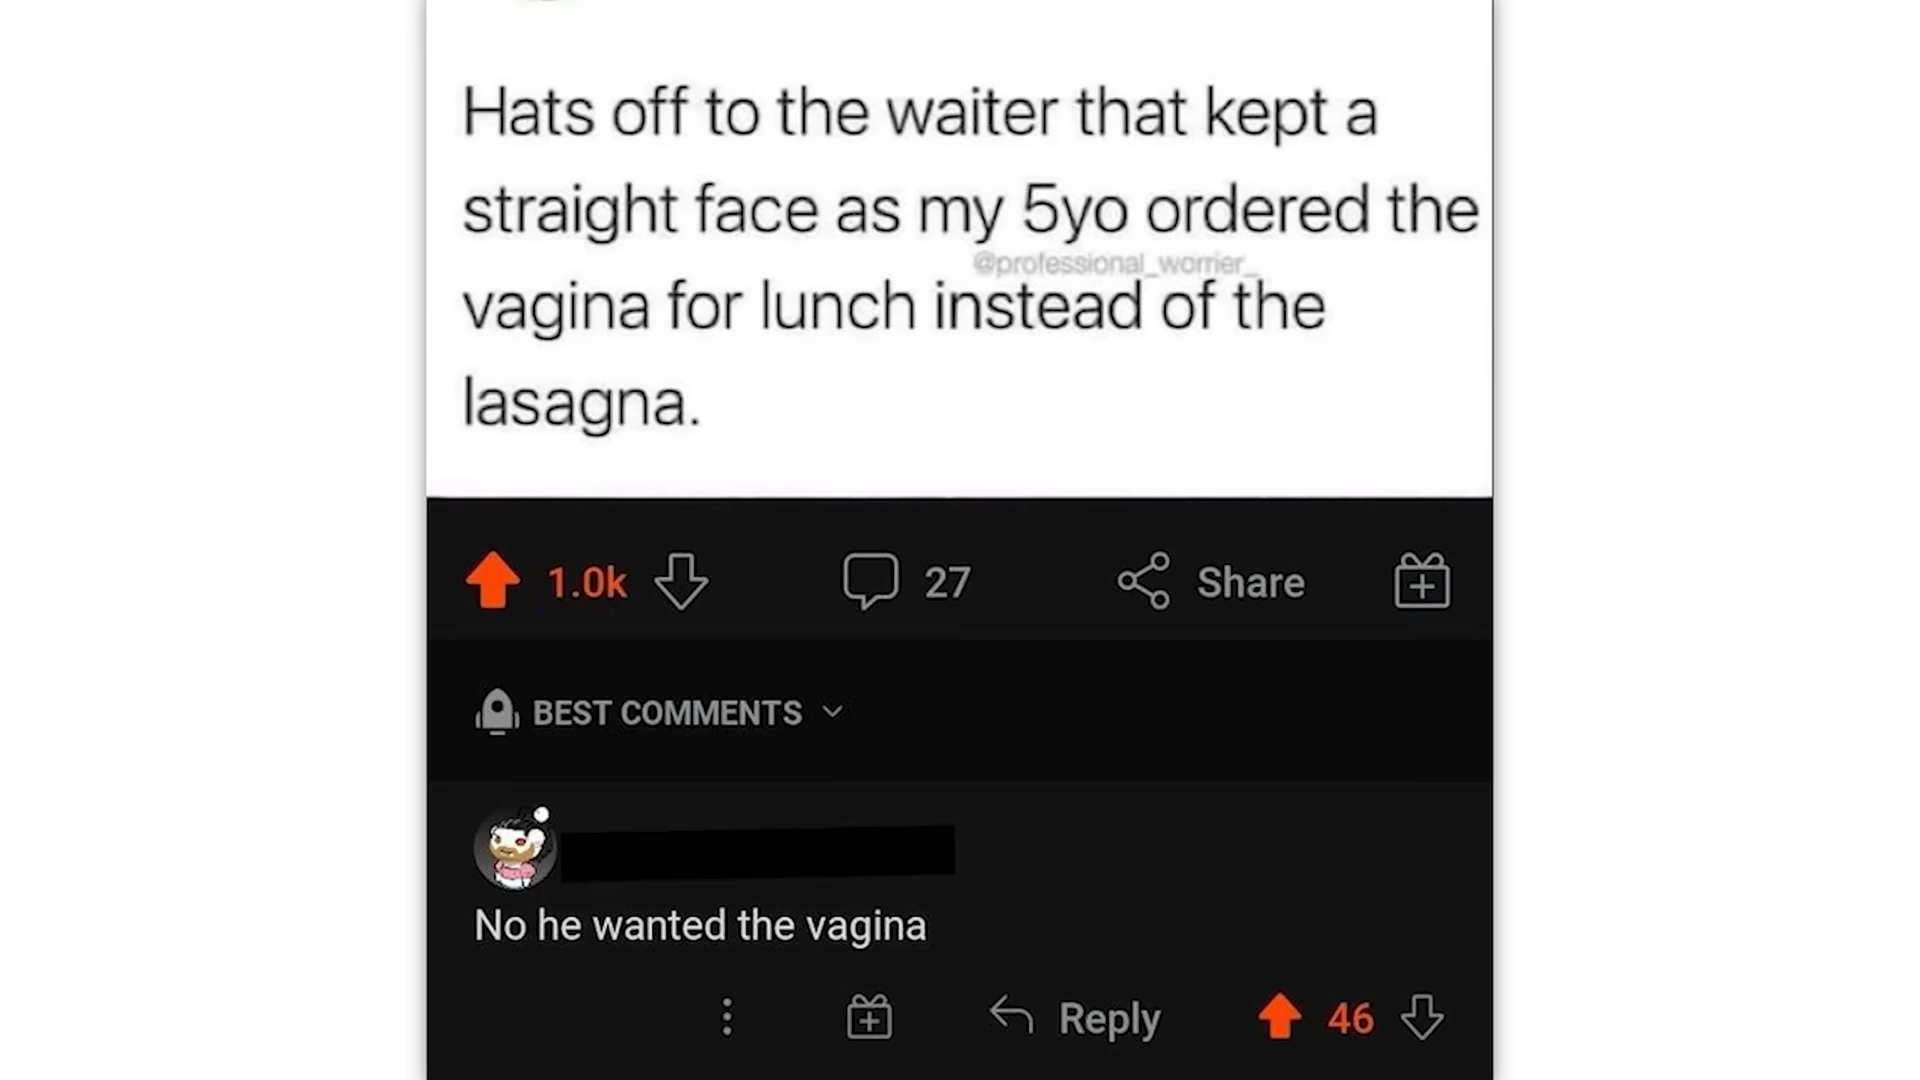 Hats off to the waiter that kept a
straight face as my 5yo ordered the
@professional_worrier_
vagina for lunch instead of the
lasagna.
1.0k 27 Share
BEST COMMENTS
No he wanted the vagina
Reply 46